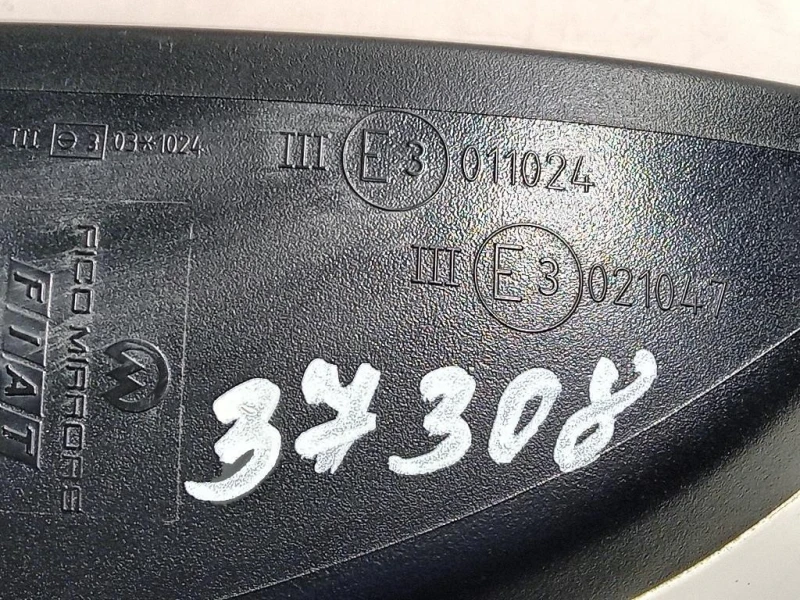 III e 3 03*1024
III E 3 011024
III E 3 021047
FICO MIRRORS
FIAT
37308